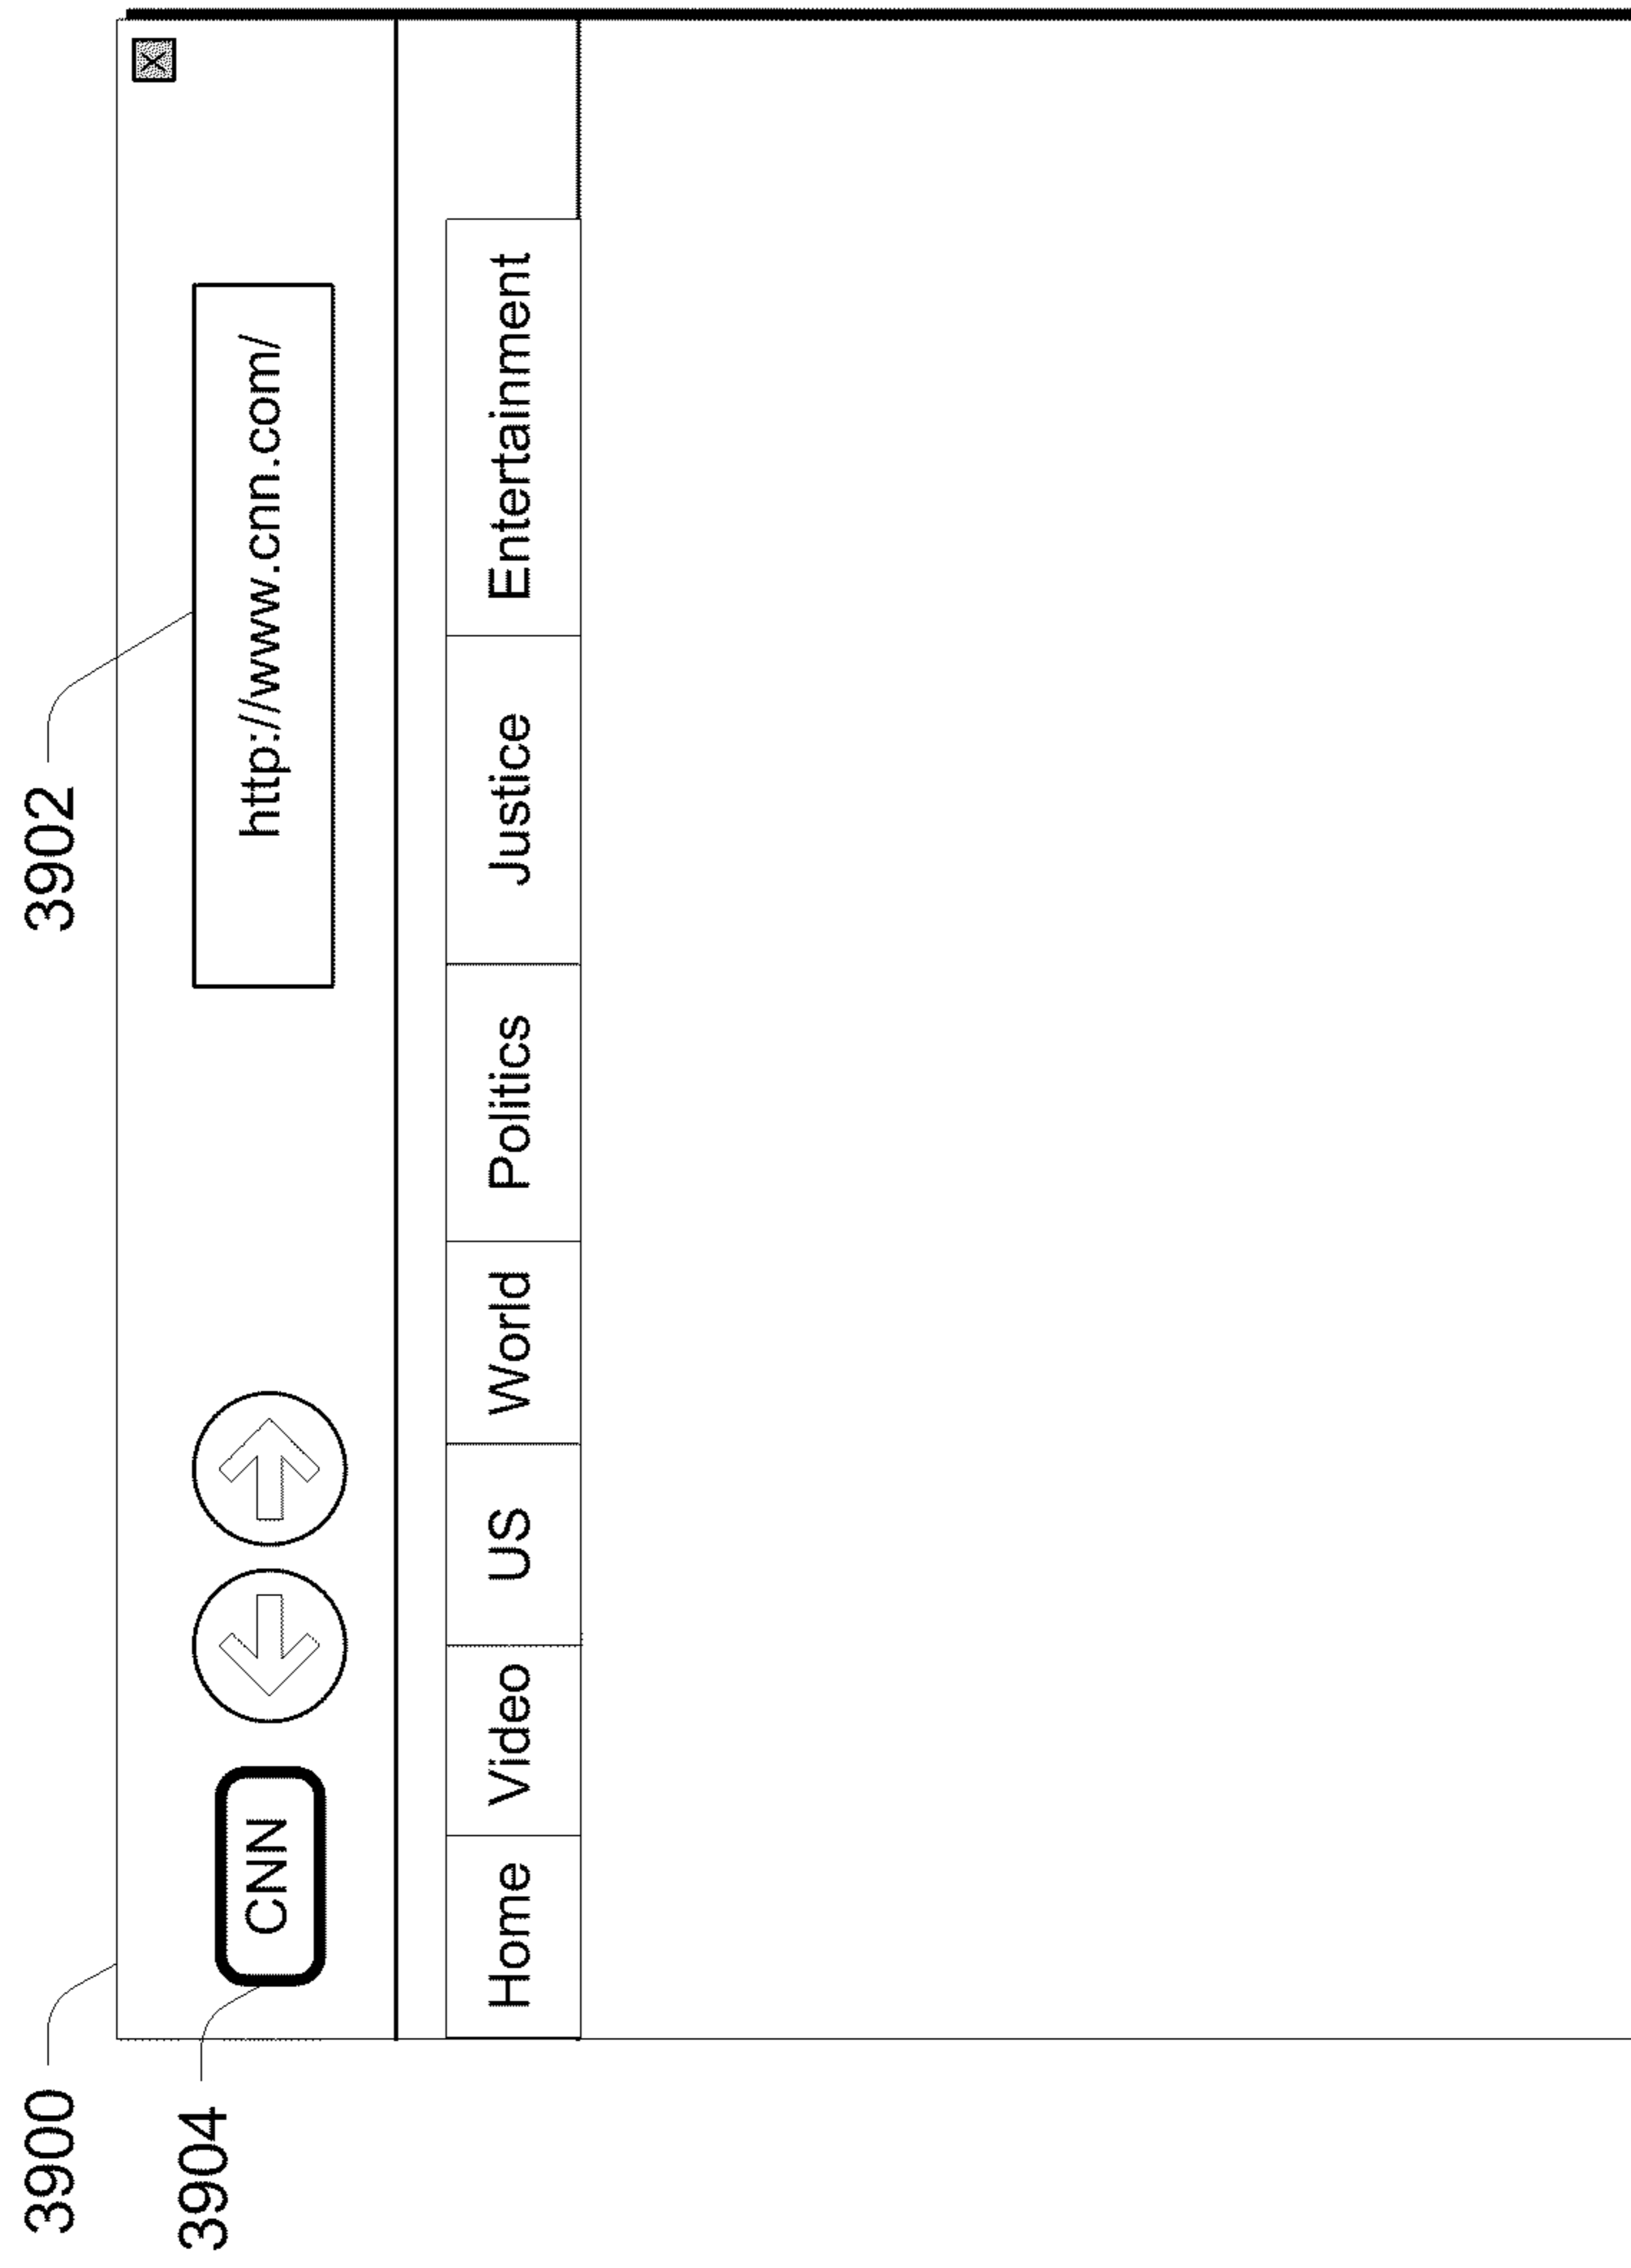 3900
3902
3904
CNN
http://www.cnn.com/
X
Home Video US World Politics Justice Entertainment